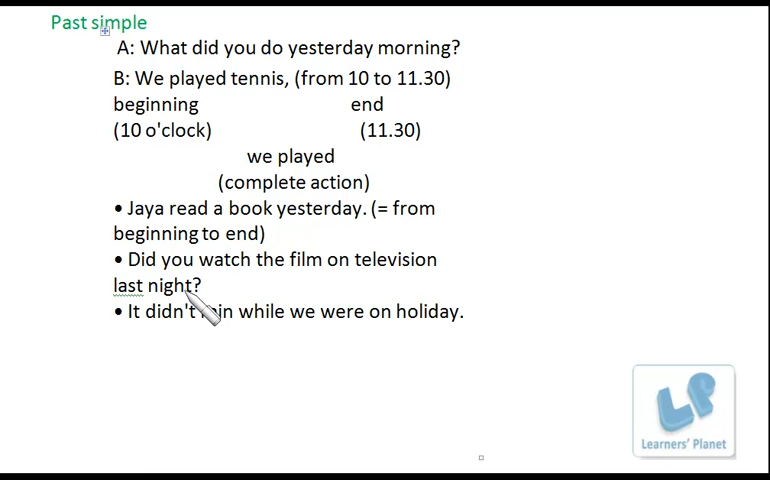 Past simple
A: What did you do yesterday morning?
B: We played tennis, (from 10 to 11.30)
beginning end
(10 o'clock) (11.30)
we played
(complete action)
• Jaya read a book yesterday. (= from
beginning to end)
• Did you watch the film on television
last night?
• It didn't rain while we were on holiday.
LP
Learners' Planet